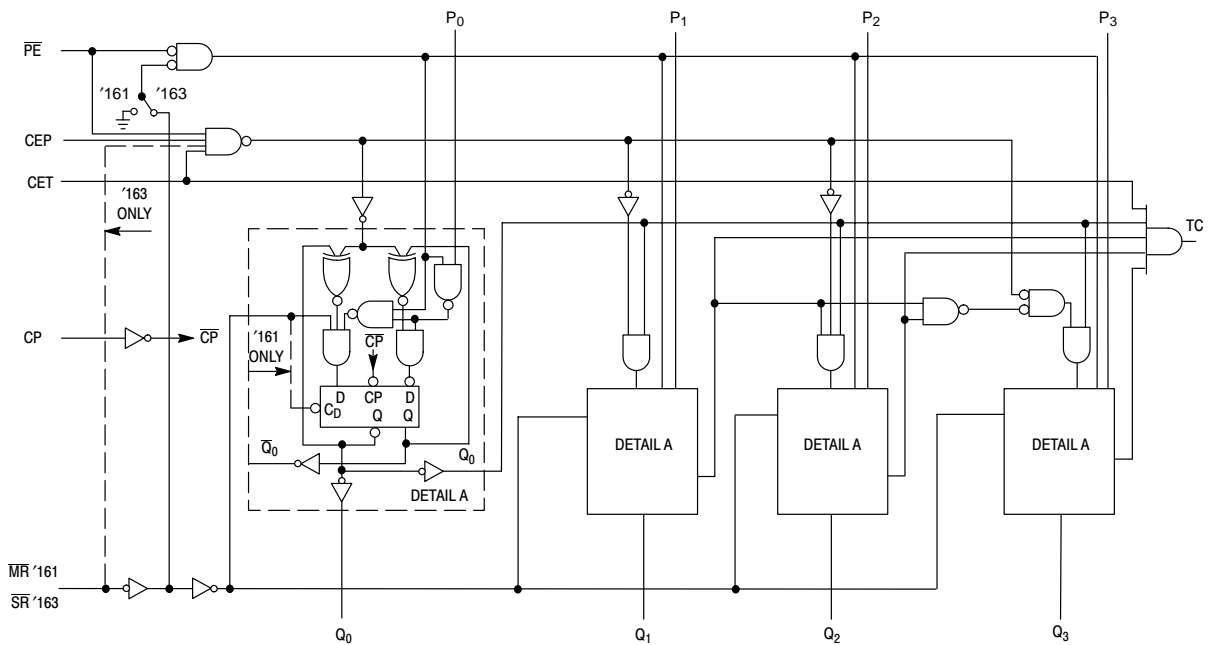 P0 P1 P2 P3
PE
′161 ′163
CEP
CET
′163
ONLY
TC
CP CP
′161
ONLY
CP
D CP D
CD Q Q
Q0 Q0
DETAIL A
DETAIL A
DETAIL A
DETAIL A
MR ′161
SR ′163
Q0 Q1 Q2 Q3